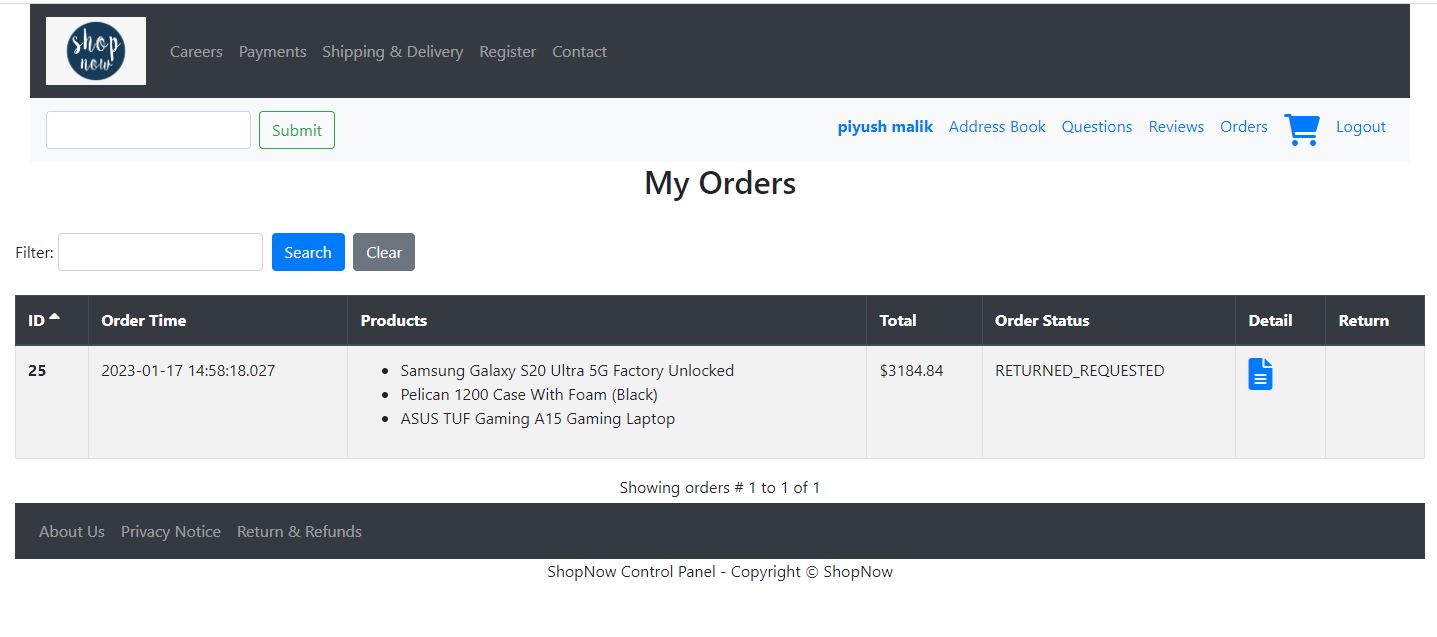 shop
now
Careers Payments Shipping & Delivery Register Contact
Submit piyush malik Address Book Questions Reviews Orders Logout
My Orders
Filter: Search Clear
ID Order Time Products Total Order Status Detail Return
25 2023-01-17 14:58:18.027 Samsung Galaxy S20 Ultra 5G Factory Unlocked $3184.84 RETURNED_REQUESTED
Pelican 1200 Case With Foam (Black)
ASUS TUF Gaming A15 Gaming Laptop
Showing orders # 1 to 1 of 1
About Us Privacy Notice Return & Refunds
ShopNow Control Panel - Copyright © ShopNow